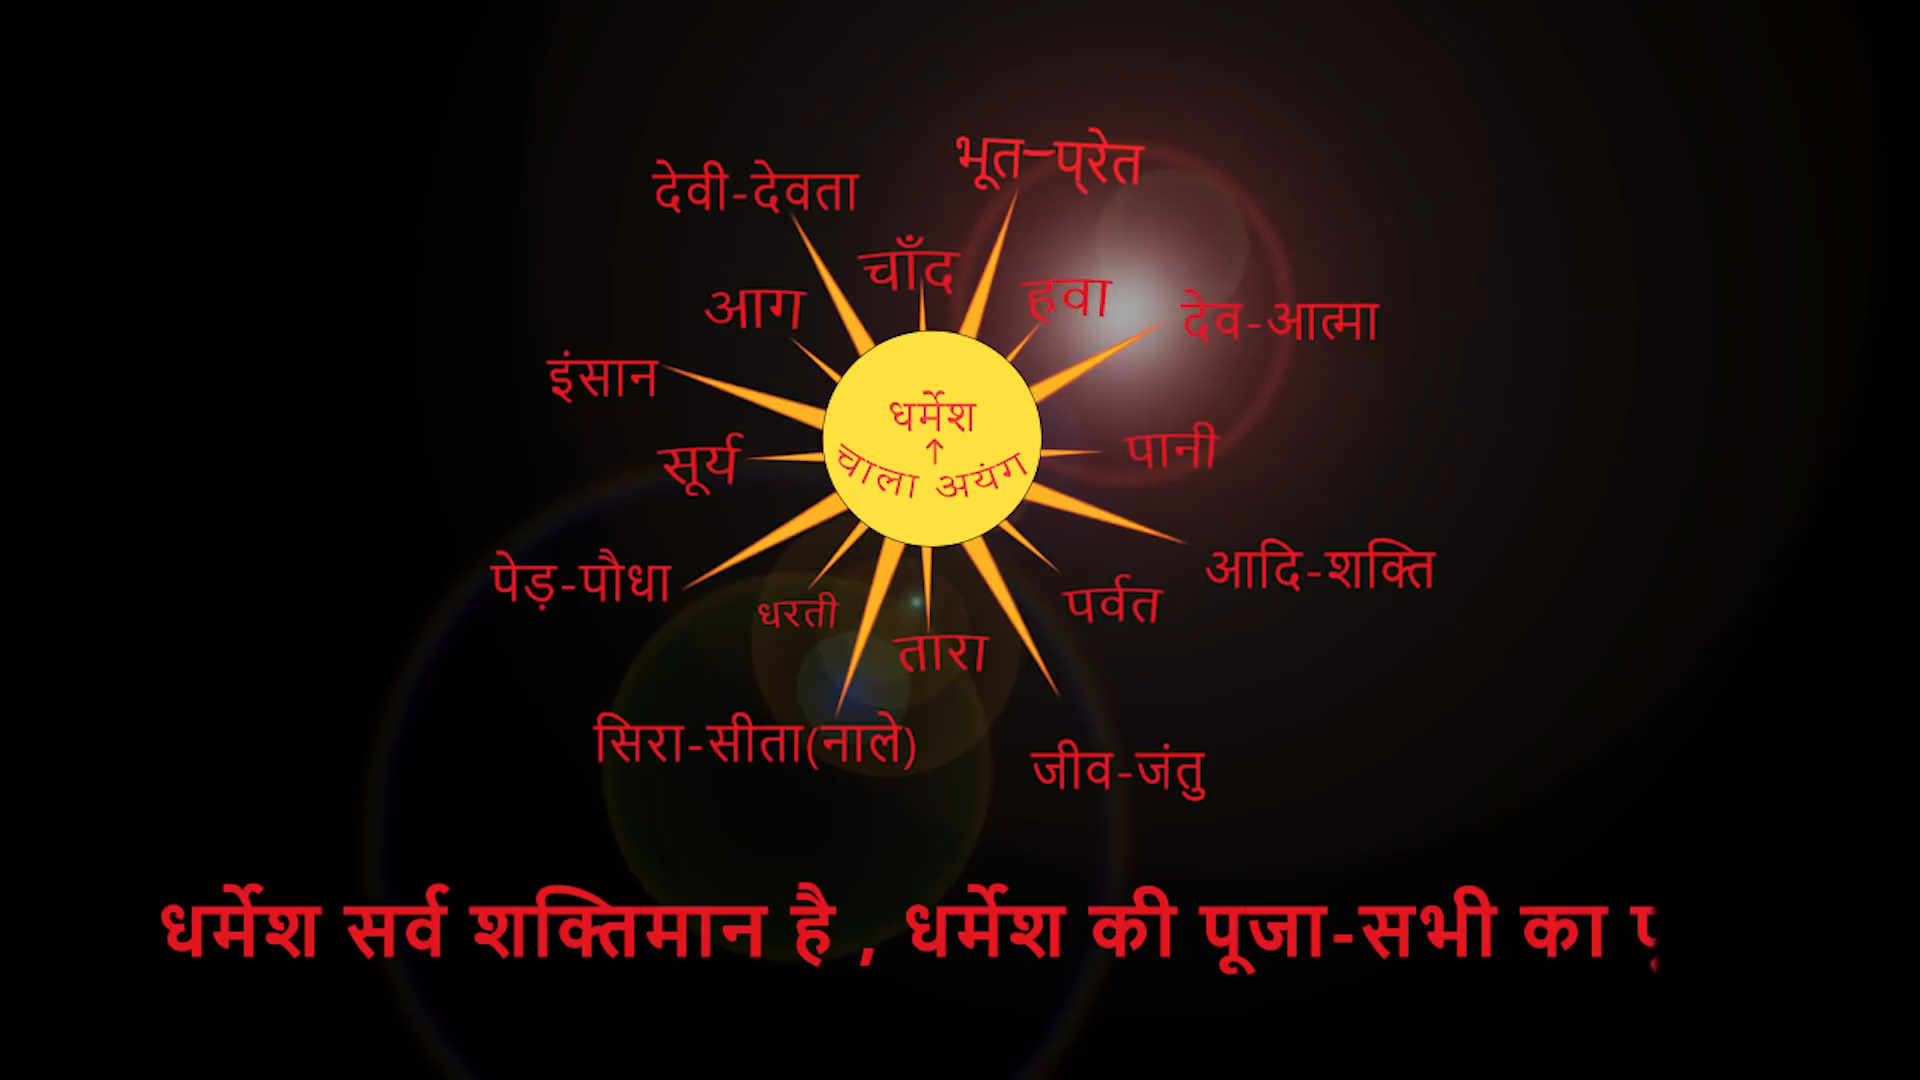 भूत-प्रेत
देवी-देवता
चाँद
हवा
आग
देव-आत्मा
इंसान
धर्मेश
↑
चाला अयंग
सूर्य
पानी
पेड़-पौधा
आदि-शक्ति
धरती
पर्वत
तारा
सिरा-सीता(नाले)
जीव-जंतु
धर्मेश सर्व शक्तिमान है , धर्मेश की पूजा-सभी का